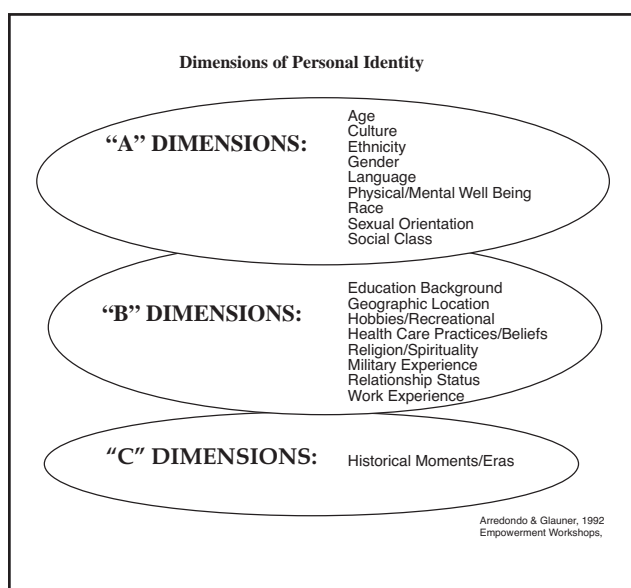 Dimensions of Personal Identity
“A” DIMENSIONS:
Age
Culture
Ethnicity
Gender
Language
Physical/Mental Well Being
Race
Sexual Orientation
Social Class
“B” DIMENSIONS:
Education Background
Geographic Location
Hobbies/Recreational
Health Care Practices/Beliefs
Religion/Spirituality
Military Experience
Relationship Status
Work Experience
“C” DIMENSIONS:
Historical Moments/Eras
Arredondo & Glauner, 1992
Empowerment Workshops,